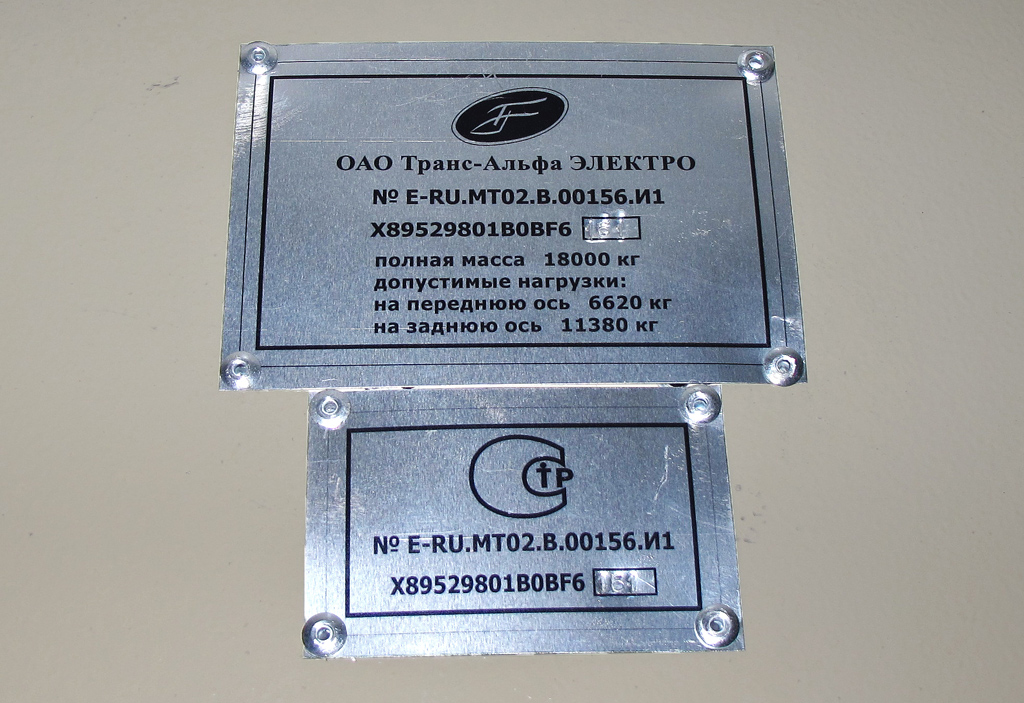 ОАО Транс-Альфа ЭЛЕКТРО
№ E-RU.MT02.B.00156.И1
X89529801B0BF6
полная масса 18000 кг
допустимые нагрузки:
на переднюю ось 6620 кг
на заднюю ось 11380 кг
№ E-RU.MT02.B.00156.И1
X89529801B0BF6